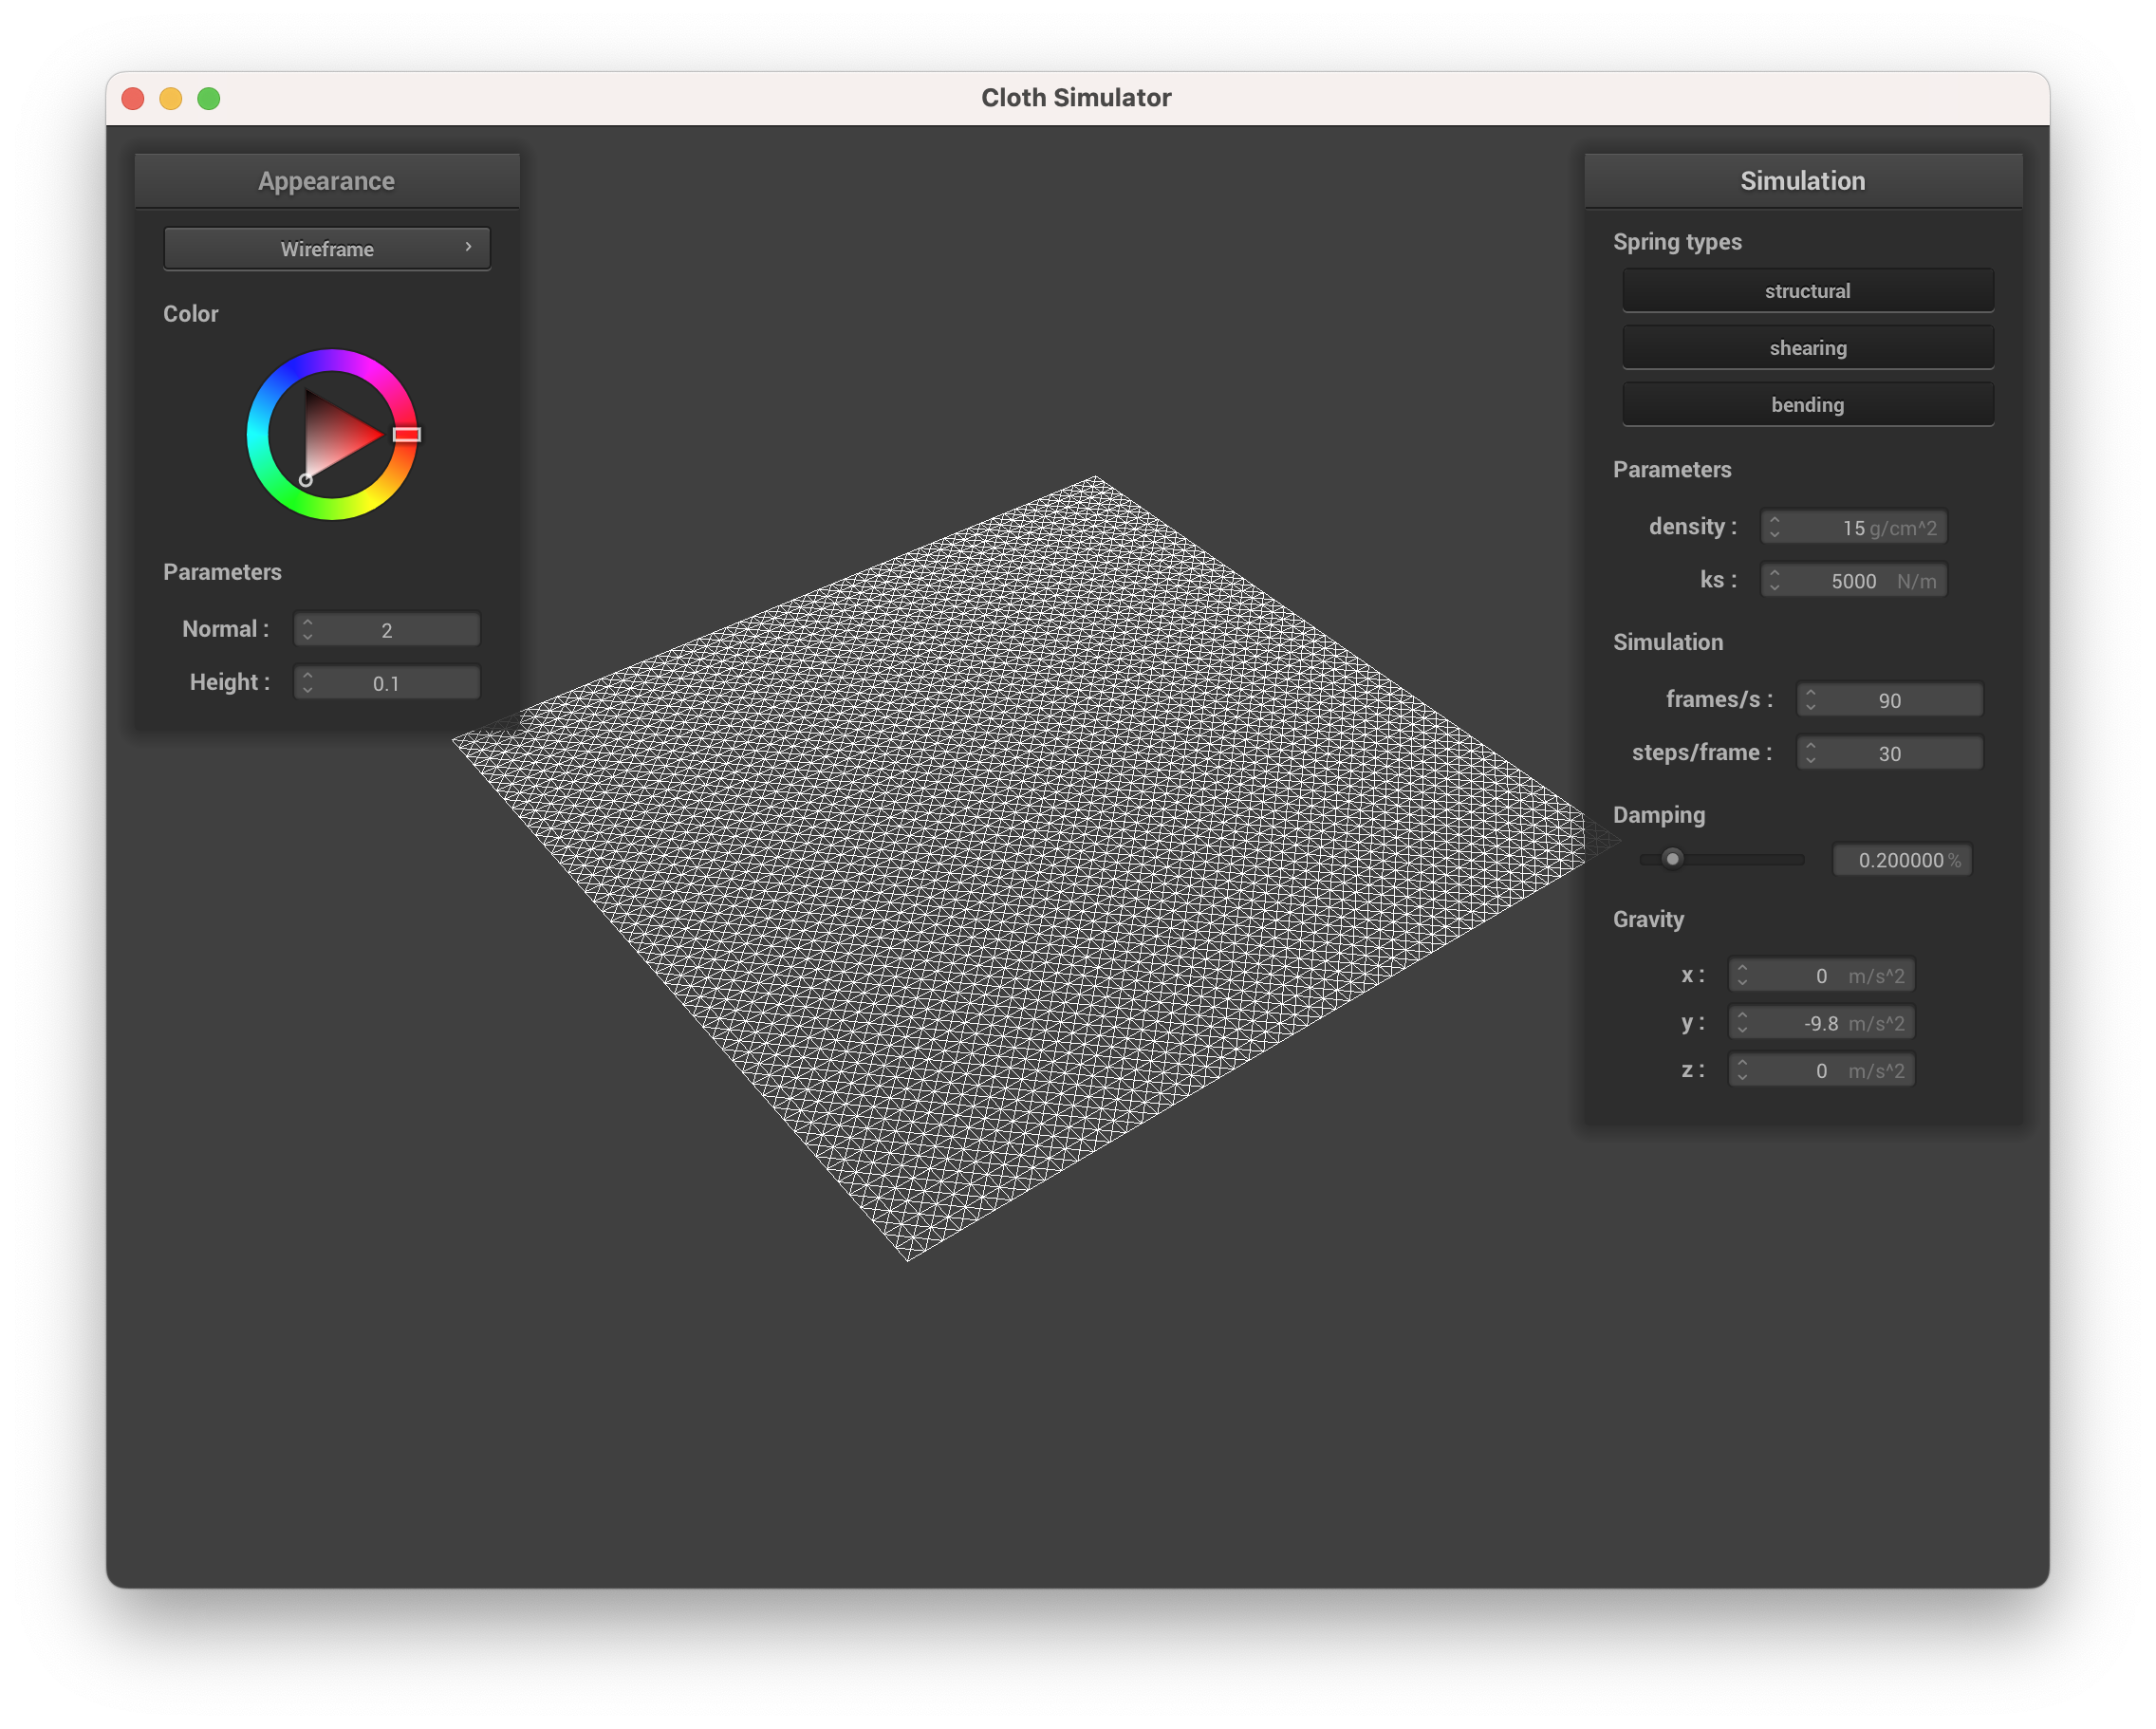 Cloth Simulator
Appearance
Wireframe
Color
Parameters
Normal : 2
Height : 0.1
Simulation
Spring types
structural
shearing
bending
Parameters
density : 15 g/cm^2
ks : 5000 N/m
Simulation
frames/s : 90
steps/frame : 30
Damping
0.200000 %
Gravity
x : 0 m/s^2
y : -9.8 m/s^2
z : 0 m/s^2